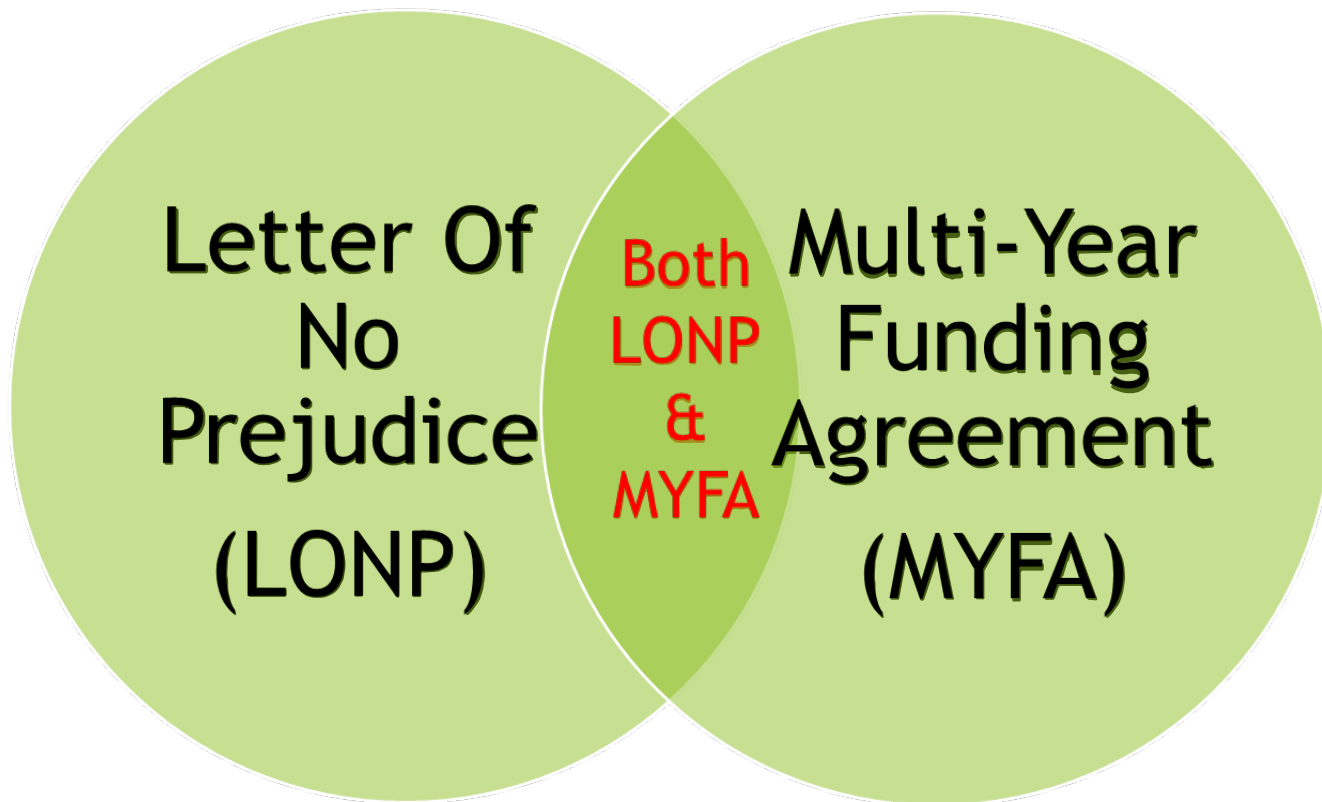 Letter Of
No
Prejudice
(LONP)
Both
LONP
&
MYFA
Multi-Year
Funding
Agreement
(MYFA)